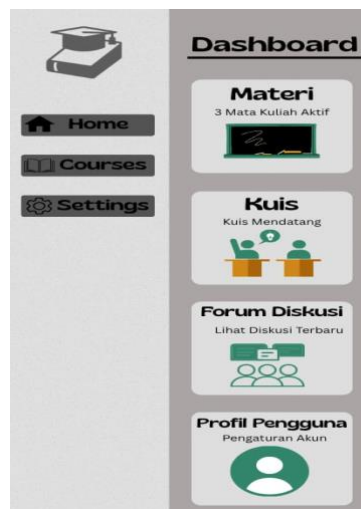 Home
Courses
Settings
Dashboard
Materi
3 Mata Kuliah Aktif
Kuis
Kuis Mendatang
Forum Diskusi
Lihat Diskusi Terbaru
Profil Pengguna
Pengaturan Akun